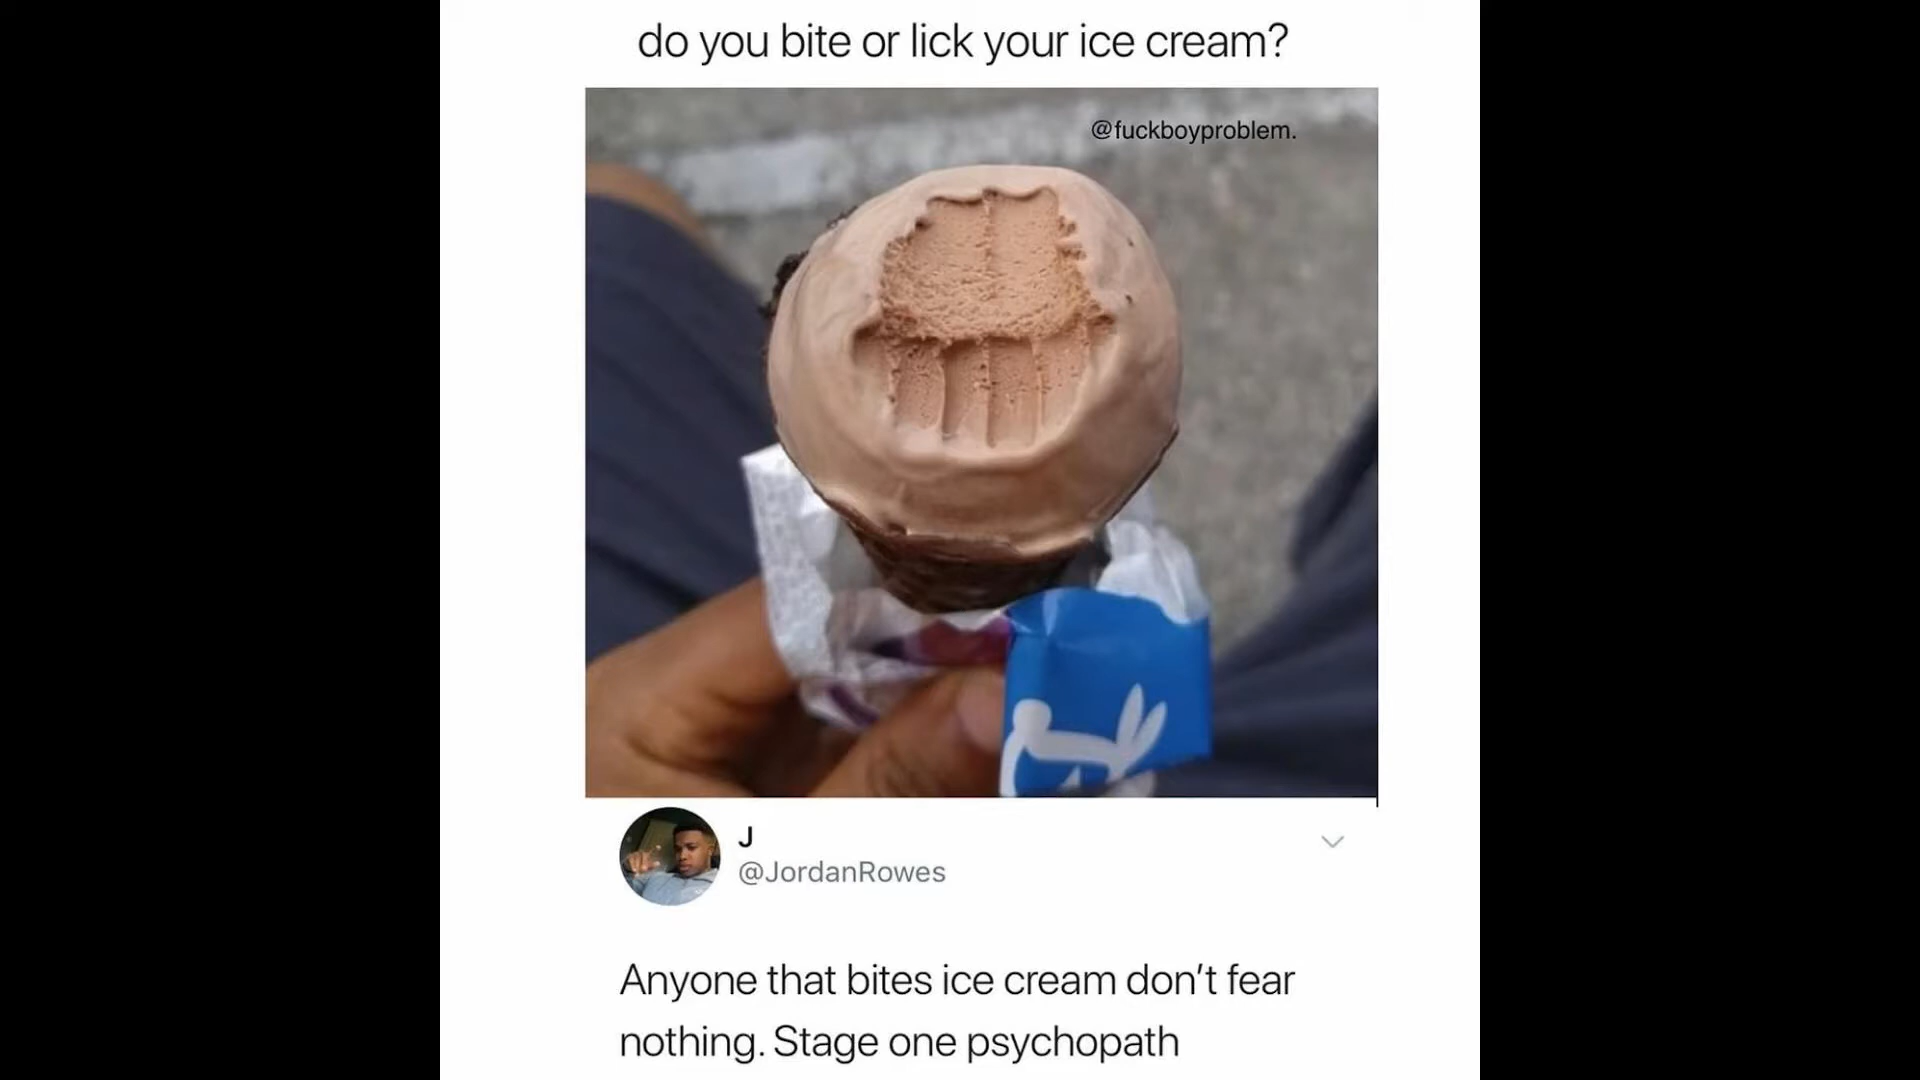 do you bite or lick your ice cream?
@fuckboyproblem.
J
@JordanRowes
Anyone that bites ice cream don't fear
nothing. Stage one psychopath